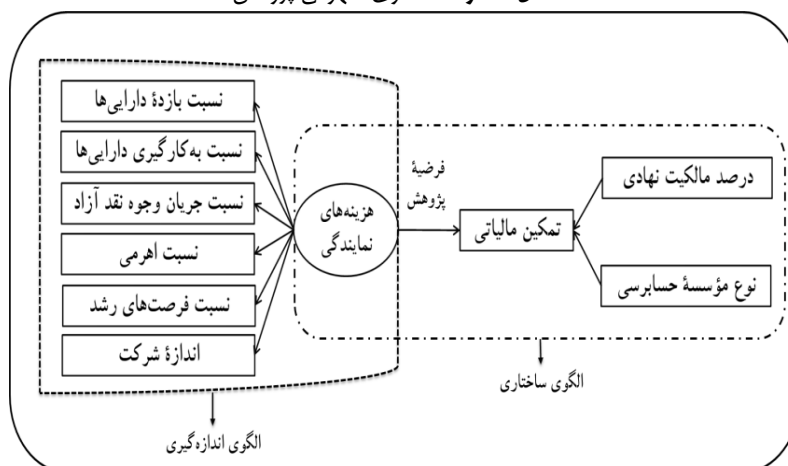 نسبت بازدهٔ دارایی‌ها
نسبت به‌کارگیری دارایی‌ها
نسبت جریان وجوه نقد آزاد
نسبت اهرمی
نسبت فرصت‌های رشد
اندازهٔ شرکت
هزینه‌های
نمایندگی
فرضیهٔ
پژوهش
تمکین مالیاتی
درصد مالکیت نهادی
نوع مؤسسهٔ حسابرسی
الگوی ساختاری
الگوی اندازه‌گیری